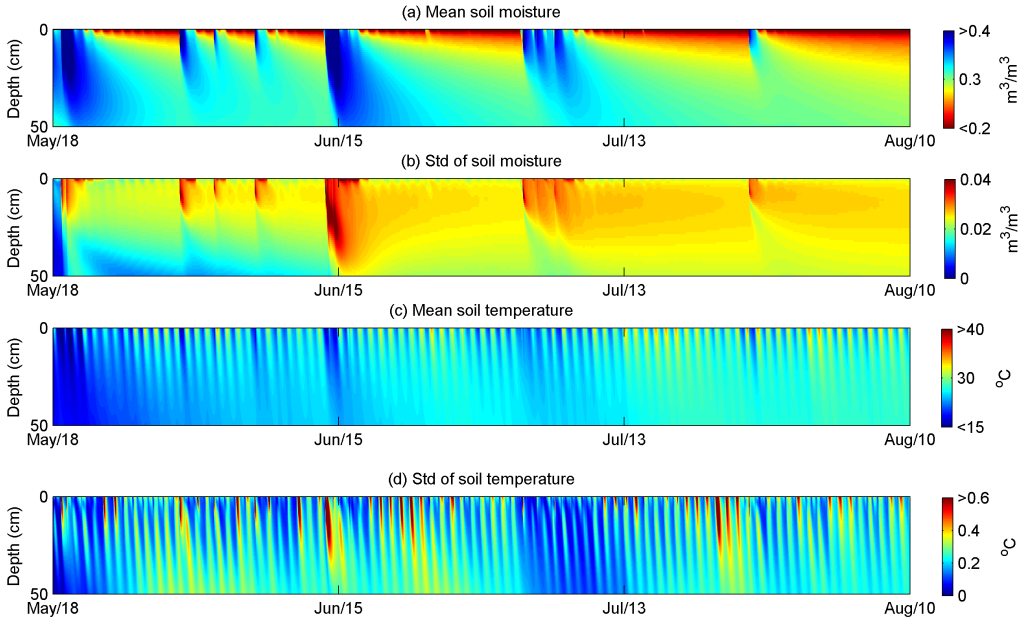 (a) Mean soil moisture
0
50
Depth (cm)
May/18 Jun/15 Jul/13 Aug/10
>0.4
0.3
<0.2
m³/m³
(b) Std of soil moisture
0
50
Depth (cm)
May/18 Jun/15 Jul/13 Aug/10
0.04
0.02
0
m³/m³
(c) Mean soil temperature
0
50
Depth (cm)
May/18 Jun/15 Jul/13 Aug/10
>40
30
<15
°C
(d) Std of soil temperature
0
50
Depth (cm)
May/18 Jun/15 Jul/13 Aug/10
>0.6
0.4
0.2
0
°C